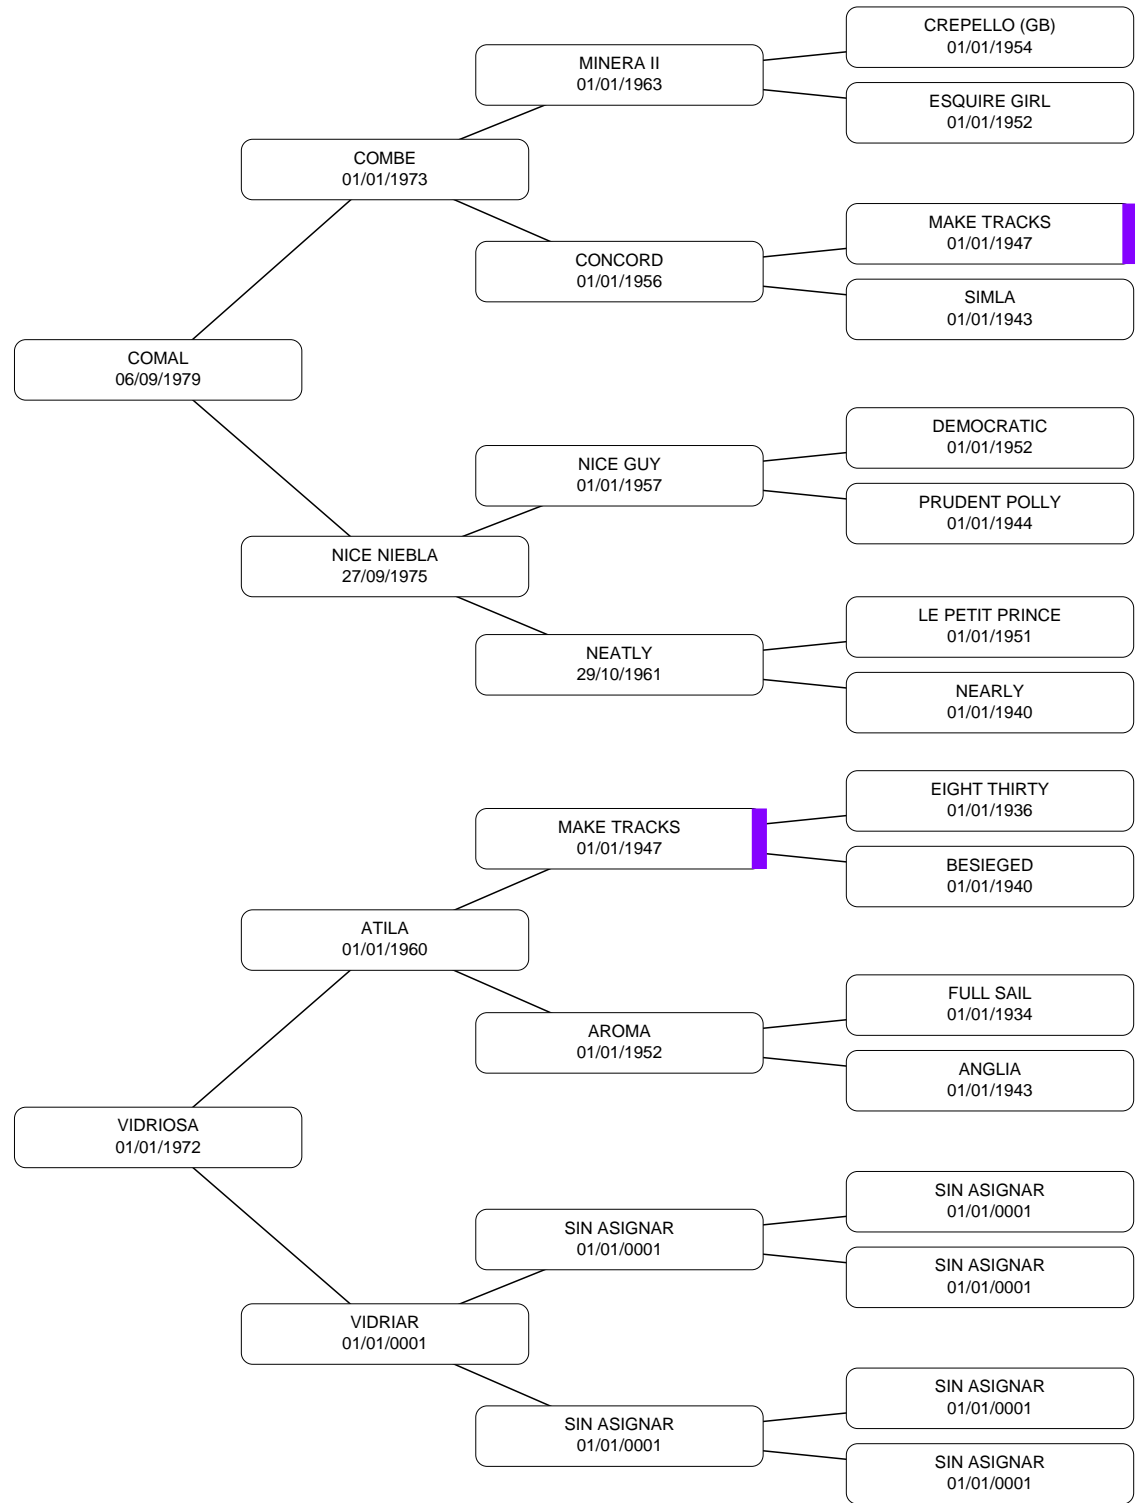 CREPELLO (GB)
01/01/1954
MINERA II
01/01/1963
ESQUIRE GIRL
01/01/1952
COMBE
01/01/1973
MAKE TRACKS
01/01/1947
CONCORD
01/01/1956
SIMLA
01/01/1943
COMAL
06/09/1979
DEMOCRATIC
01/01/1952
NICE GUY
01/01/1957
PRUDENT POLLY
01/01/1944
NICE NIEBLA
27/09/1975
LE PETIT PRINCE
01/01/1951
NEATLY
29/10/1961
NEARLY
01/01/1940
EIGHT THIRTY
01/01/1936
MAKE TRACKS
01/01/1947
BESIEGED
01/01/1940
ATILA
01/01/1960
FULL SAIL
01/01/1934
AROMA
01/01/1952
ANGLIA
01/01/1943
VIDRIOSA
01/01/1972
SIN ASIGNAR
01/01/0001
SIN ASIGNAR
01/01/0001
SIN ASIGNAR
01/01/0001
VIDRIAR
01/01/0001
SIN ASIGNAR
01/01/0001
SIN ASIGNAR
01/01/0001
SIN ASIGNAR
01/01/0001